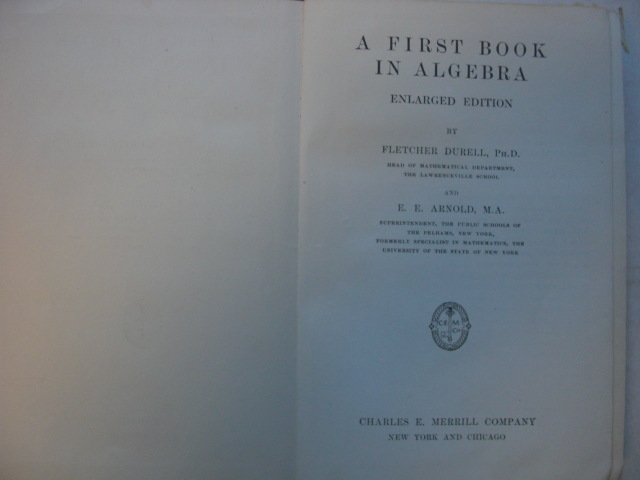 A FIRST BOOK
IN ALGEBRA
ENLARGED EDITION
BY
FLETCHER DURELL, PH.D.
HEAD OF MATHEMATICAL DEPARTMENT,
THE LAWRENCEVILLE SCHOOL
AND
E. E. ARNOLD, M.A.
SUPERINTENDENT, THE PUBLIC SCHOOLS OF
THE PELHAMS, NEW YORK,
FORMERLY SPECIALIST IN MATHEMATICS, THE
UNIVERSITY OF THE STATE OF NEW YORK
CHARLES E. MERRILL COMPANY
NEW YORK AND CHICAGO